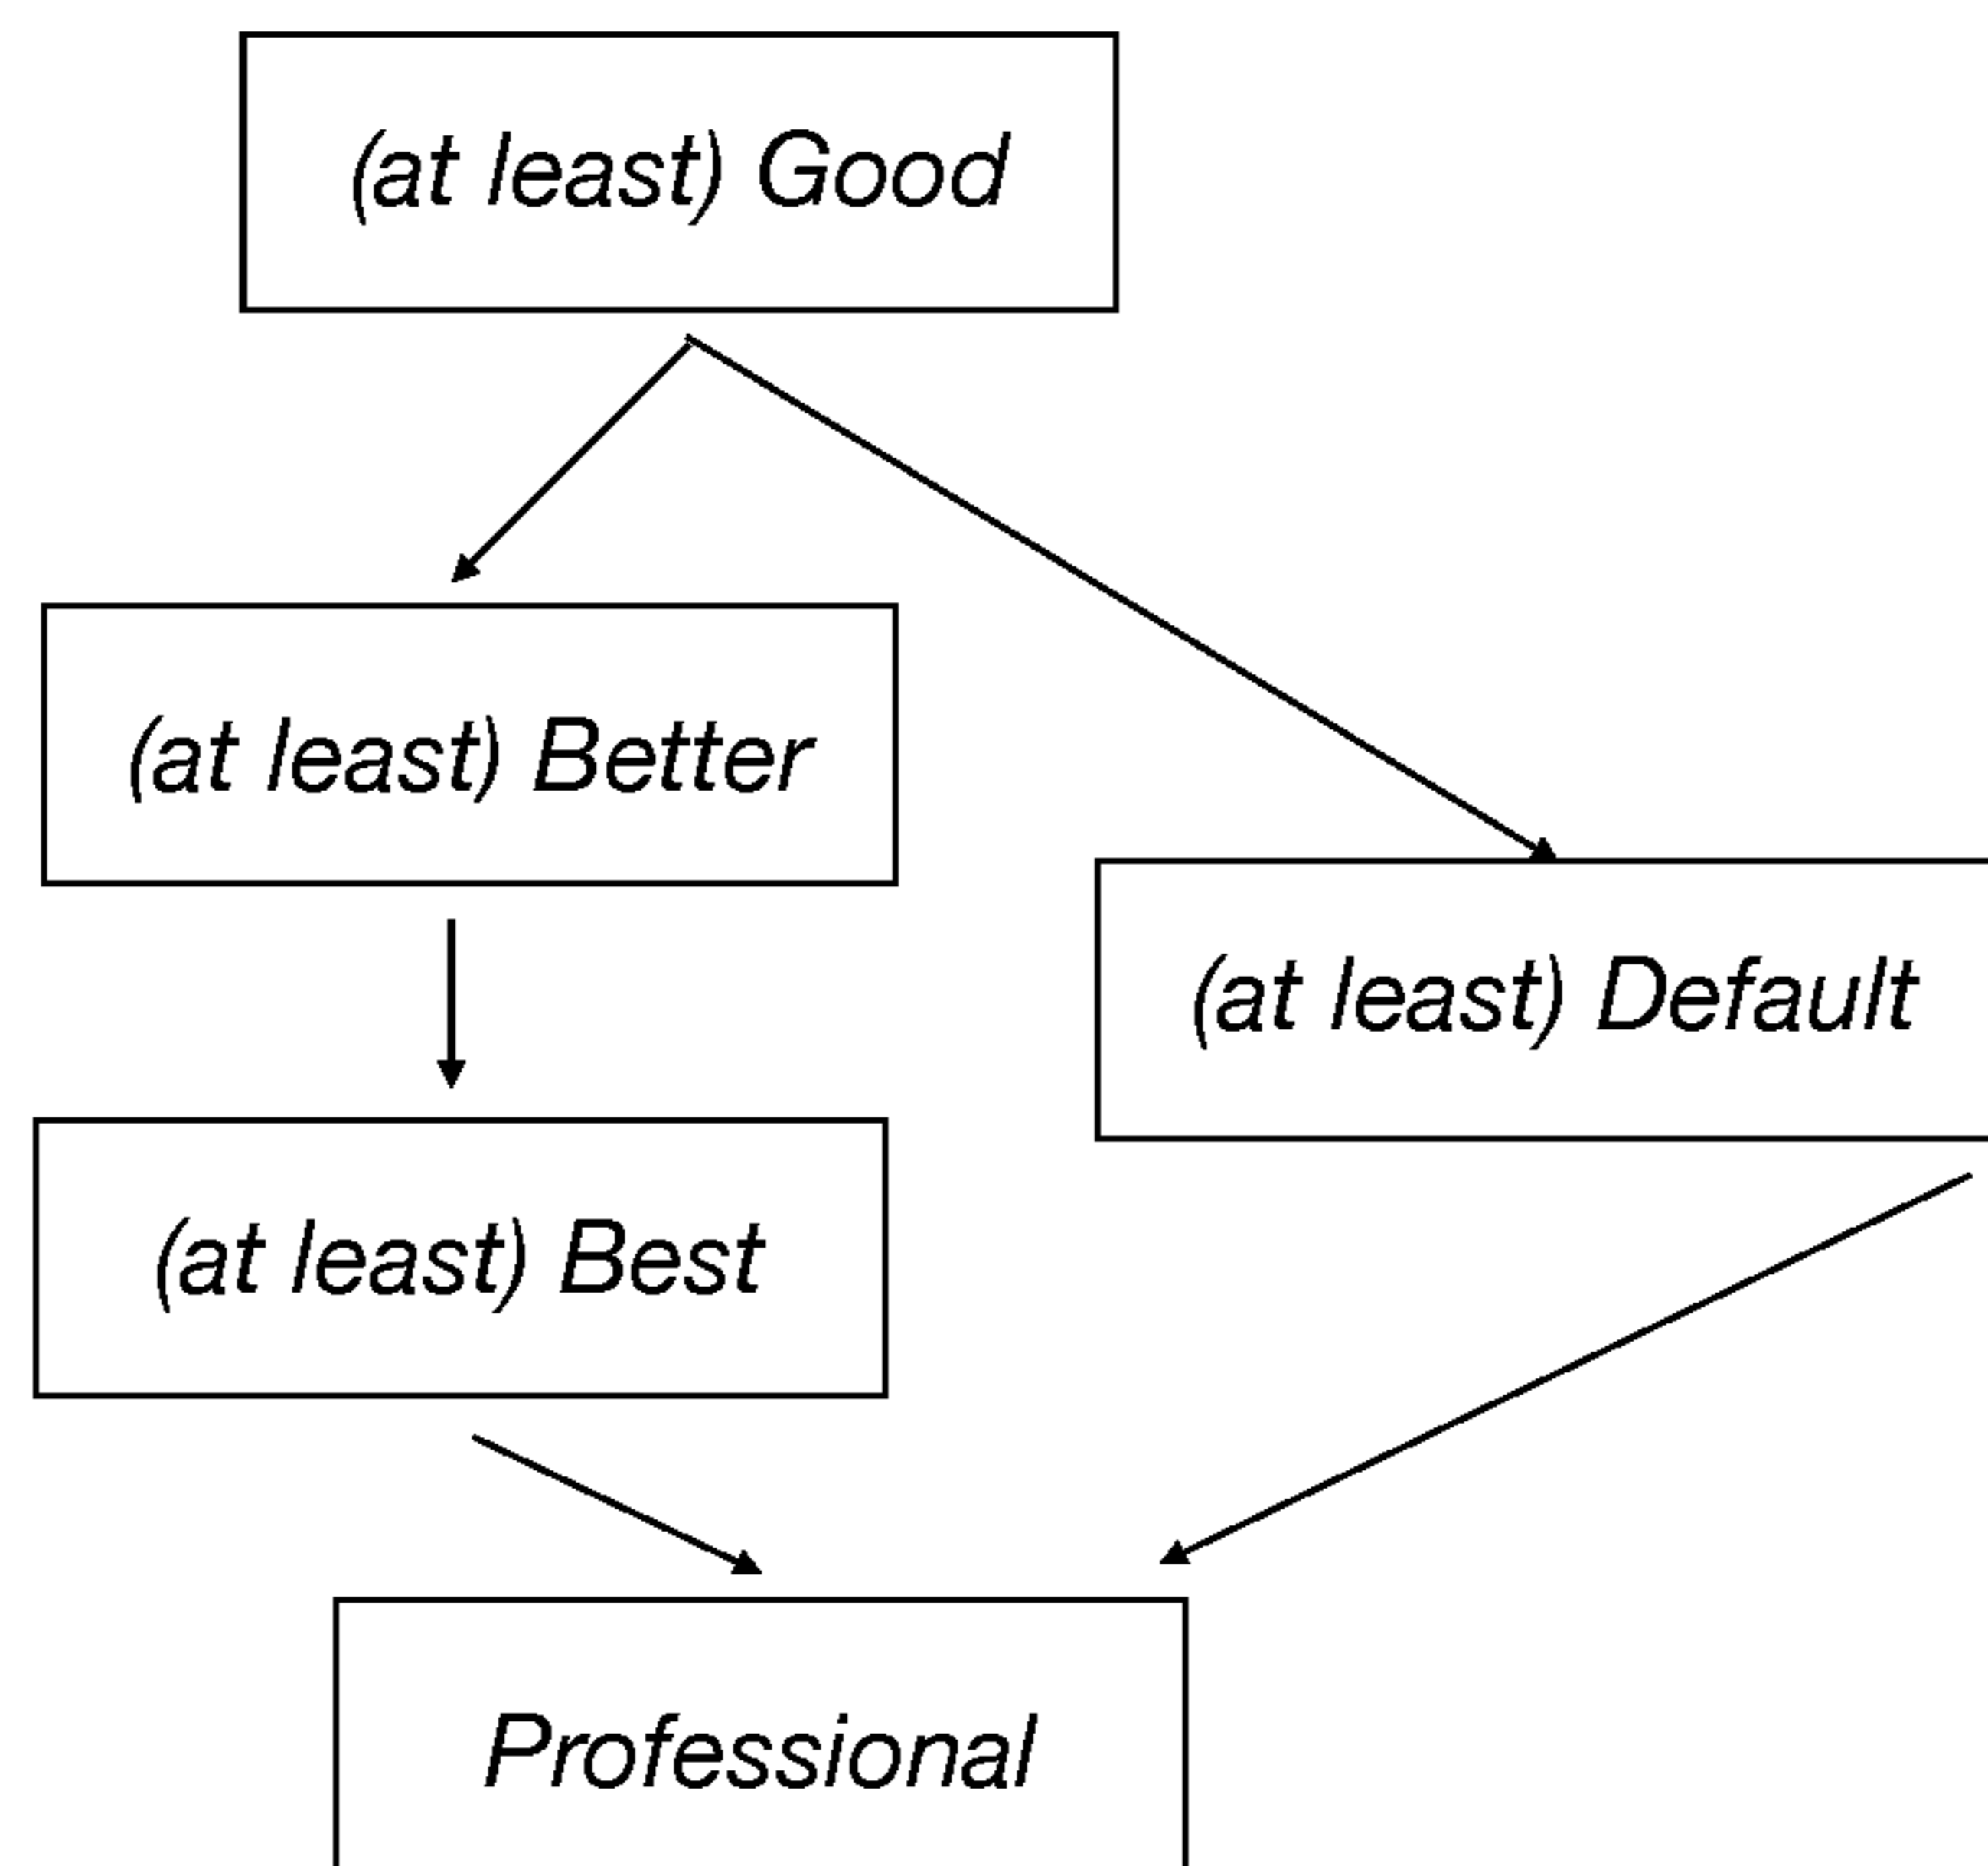 (at least) Good
(at least) Better
(at least) Default
(at least) Best
Professional